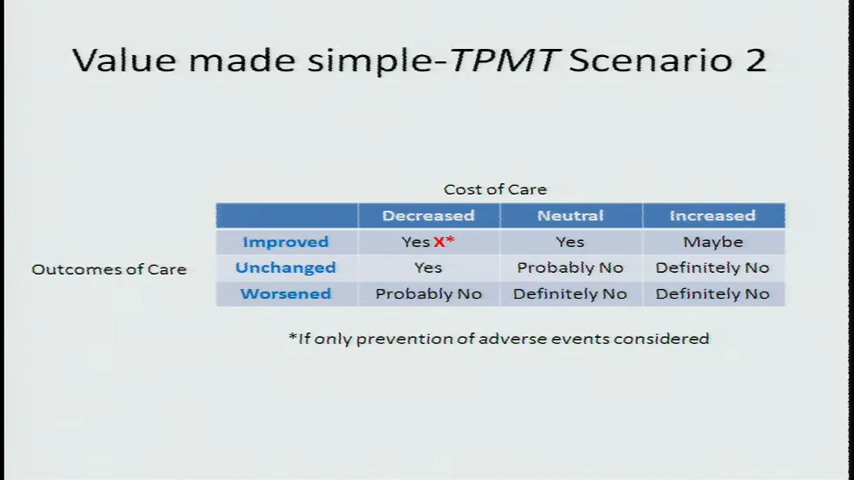 Value made simple-TPMT Scenario 2
Cost of Care
Decreased Neutral Increased
Improved Yes X* Yes Maybe
Outcomes of Care
Unchanged Yes Probably No Definitely No
Worsened Probably No Definitely No Definitely No
*If only prevention of adverse events considered